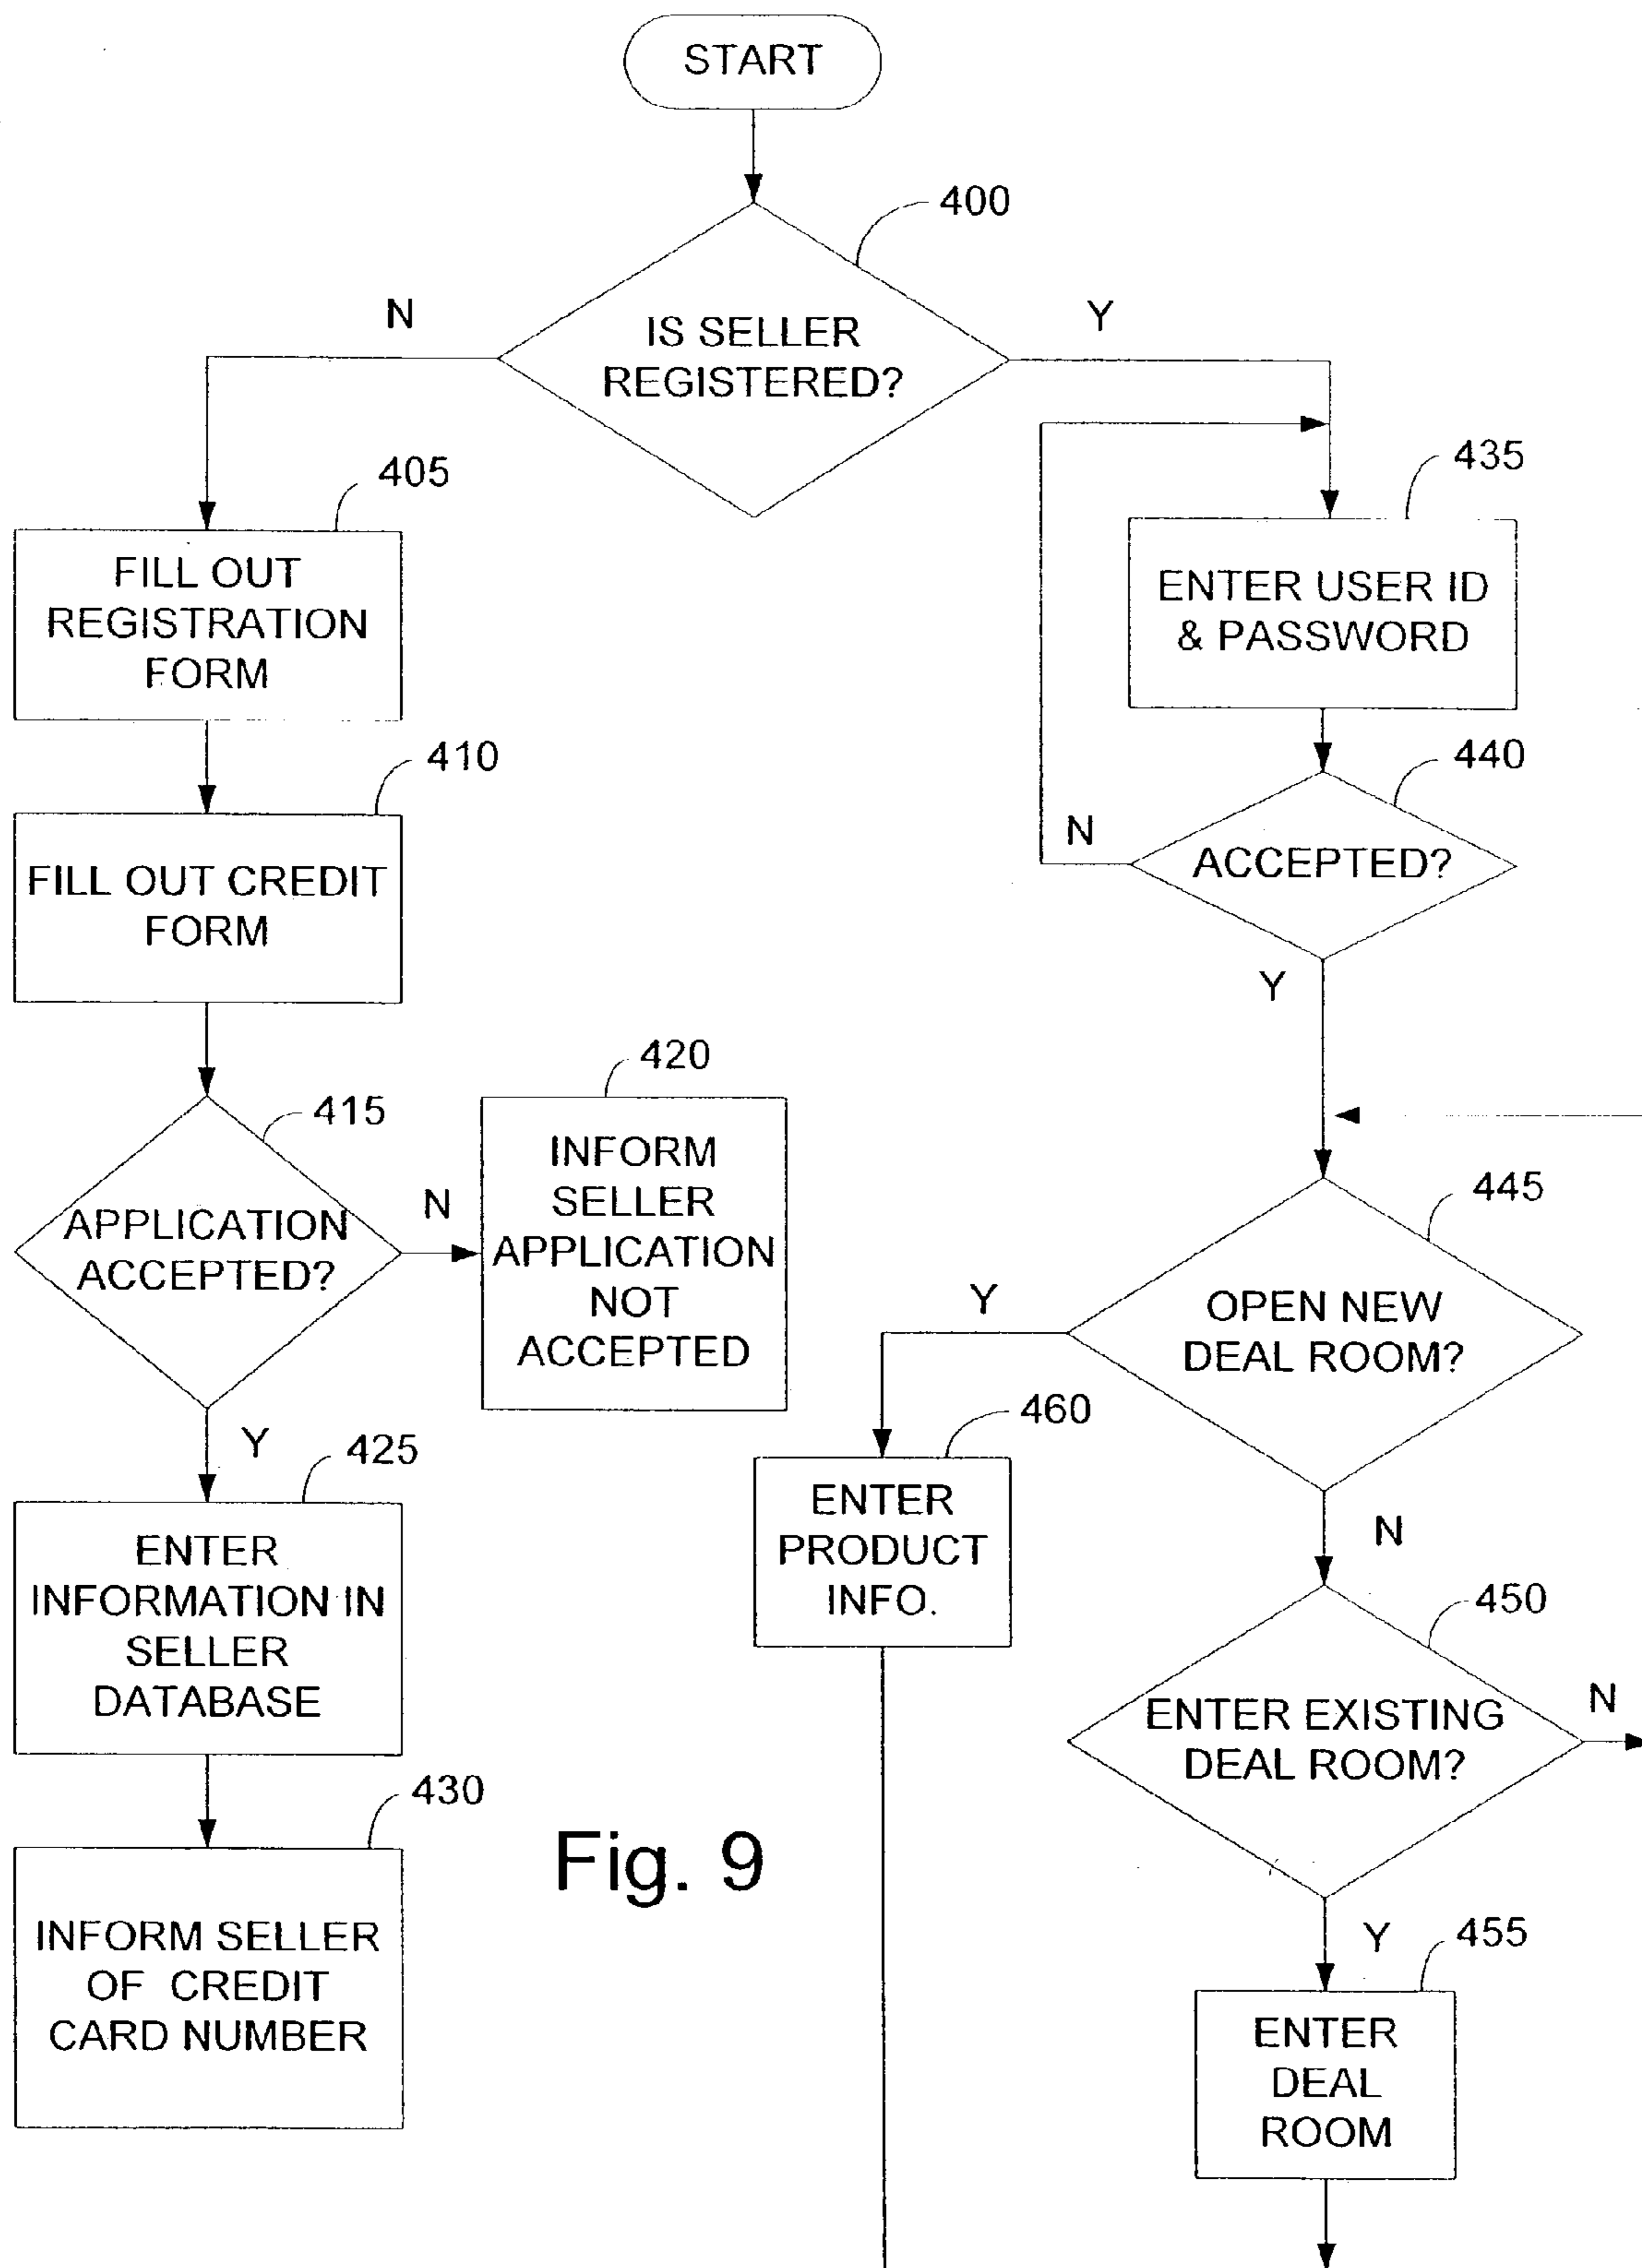 START
400
N
Y
IS SELLER
REGISTERED?
405
435
FILL OUT
REGISTRATION
FORM
ENTER USER ID
& PASSWORD
410
440
N
FILL OUT CREDIT
FORM
ACCEPTED?
Y
420
415
INFORM
SELLER
APPLICATION
NOT
ACCEPTED
N
APPLICATION
ACCEPTED?
445
Y
OPEN NEW
DEAL ROOM?
460
Y
425
ENTER
PRODUCT
INFO.
N
ENTER
INFORMATION IN
SELLER
DATABASE
450
N
ENTER EXISTING
DEAL ROOM?
430
Fig. 9
INFORM SELLER
OF CREDIT
CARD NUMBER
Y
455
ENTER
DEAL
ROOM